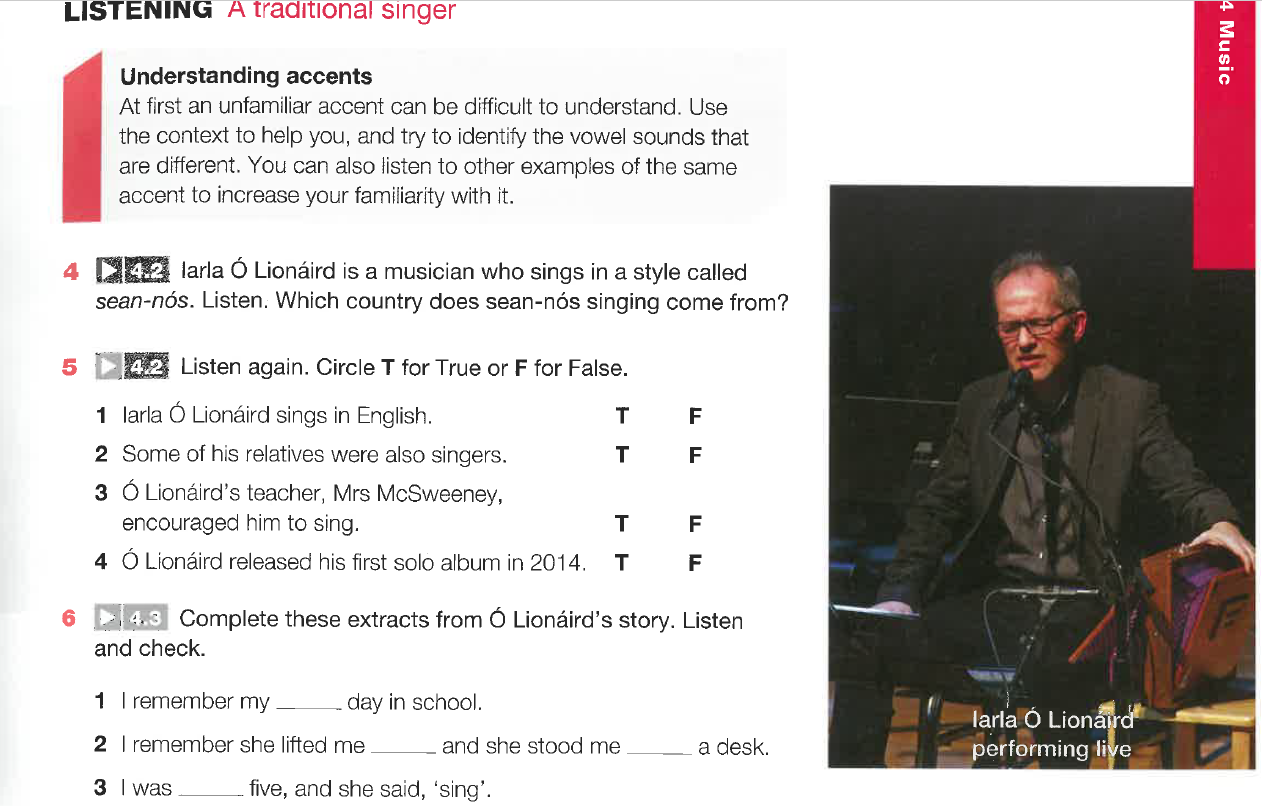 LISTENING A traditional singer
4 Music
Understanding accents
At first an unfamiliar accent can be difficult to understand. Use
the context to help you, and try to identify the vowel sounds that
are different. You can also listen to other examples of the same
accent to increase your familiarity with it.
4 4.2 Iarla Ó Lionáird is a musician who sings in a style called
sean-nós. Listen. Which country does sean-nós singing come from?
5 4.2 Listen again. Circle T for True or F for False.
1 Iarla Ó Lionáird sings in English. T F
2 Some of his relatives were also singers. T F
3 Ó Lionáird's teacher, Mrs McSweeney,
encouraged him to sing. T F
4 Ó Lionáird released his first solo album in 2014. T F
6 4.3 Complete these extracts from Ó Lionáird's story. Listen
and check.
1 I remember my _____ day in school.
2 I remember she lifted me _____ and she stood me _____ a desk.
3 I was _____ five, and she said, 'sing'.
Iarla Ó Lionáird
performing live